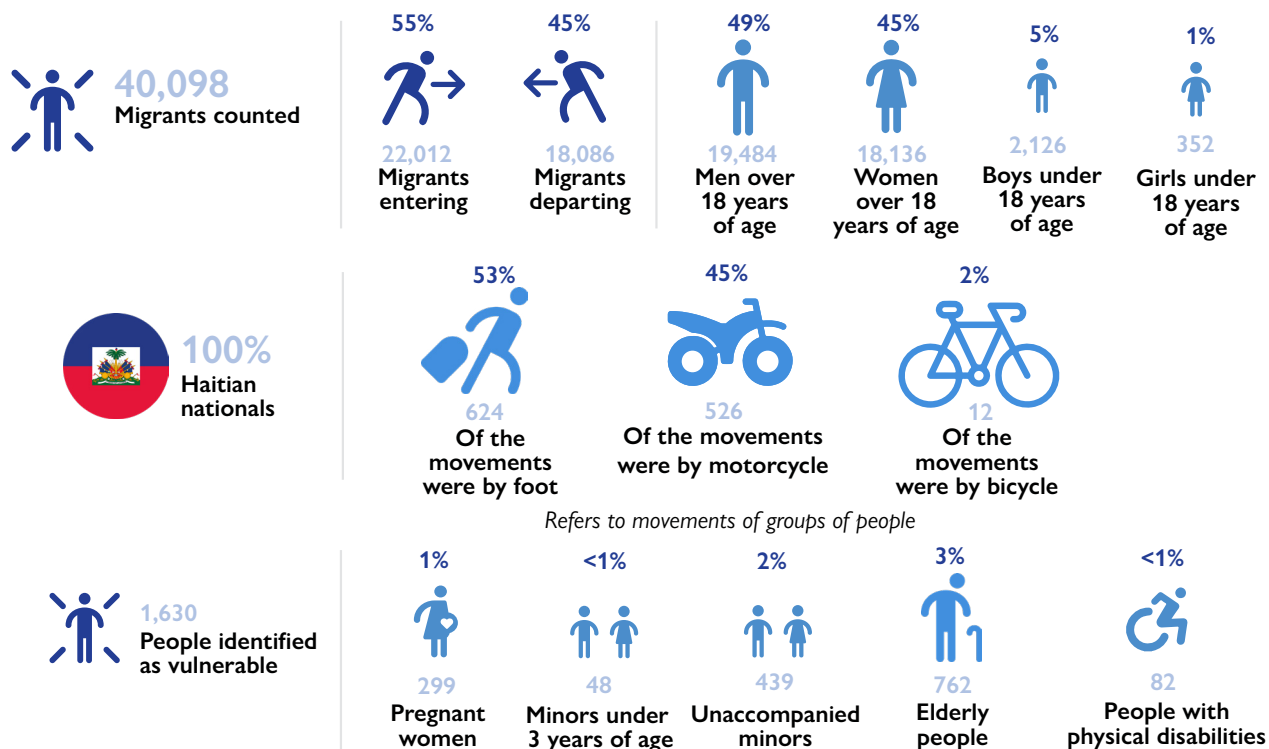 40,098
Migrants counted
55%
22,012
Migrants
entering
45%
18,086
Migrants
departing
49%
19,484
Men over
18 years
of age
45%
18,136
Women
over 18
years of age
5%
2,126
Boys under
18 years
of age
1%
352
Girls under
18 years
of age
100%
Haitian
nationals
53%
624
Of the
movements
were by foot
45%
526
Of the movements
were by motorcycle
2%
12
Of the
movements
were by bicycle
Refers to movements of groups of people
1,630
People identified
as vulnerable
1%
299
Pregnant
women
<1%
48
Minors under
3 years of age
2%
439
Unaccompanied
minors
3%
762
Elderly
people
<1%
82
People with
physical disabilities